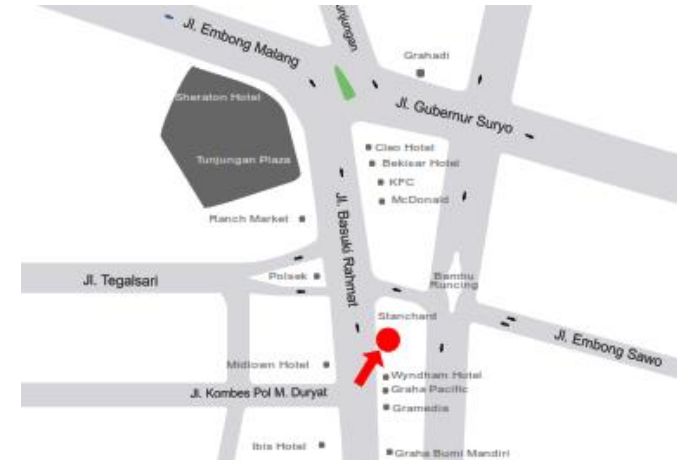 Jl. Embong Malang
unjungan
Grahadi
Sheraton Hotel
Jl. Gubernur Suryo
Cleo Hotel
Tunjungan Plaza
Bekisar Hotel
KFC
McDonald
Ranch Market
Jl. Basuki Rahmat
Polsek
Jl. Tegalsari
Bambu
Runcing
Stanchard
Jl. Embong Sawo
Midtown Hotel
Wyndham Hotel
Jl. Kombes Pol M. Duryat
Graha Pacific
Gramedia
Ibis Hotel
Graha Bumi Mandiri